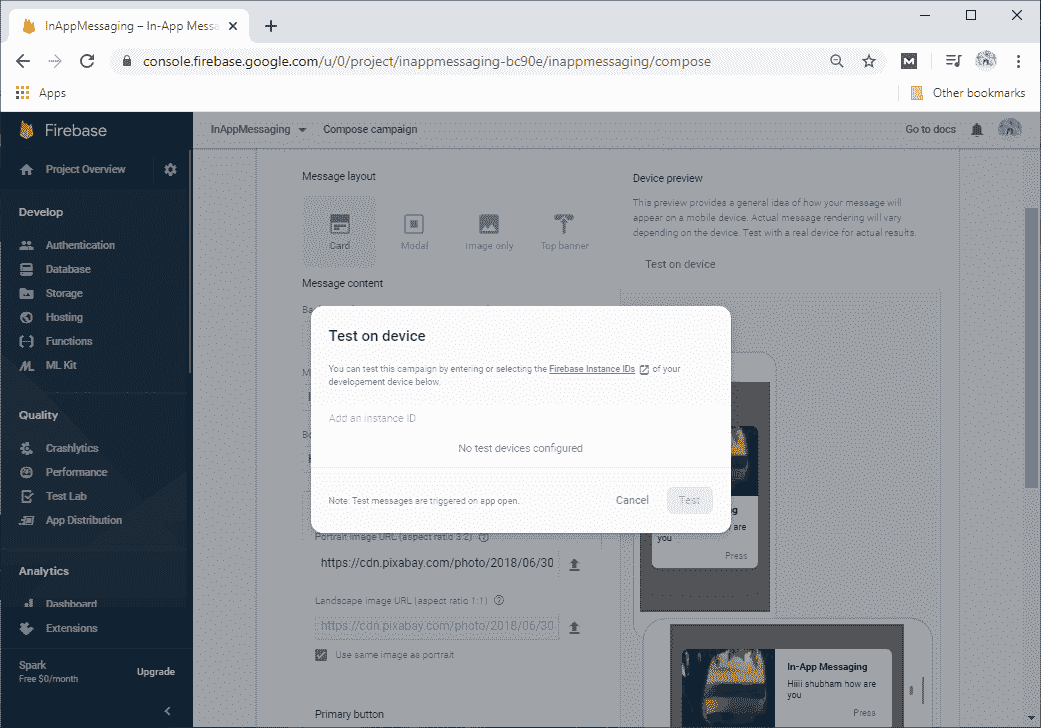 InAppMessaging – In-App Messa
console.firebase.google.com/u/0/project/inappmessaging-bc90e/inappmessaging/compose
M
Apps
Other bookmarks
Firebase
InAppMessaging
Compose campaign
Go to docs
Project Overview
Develop
Authentication
Database
Storage
Hosting
Functions
ML Kit
Quality
Crashlytics
Performance
Test Lab
App Distribution
Analytics
Dashboard
Extensions
Spark
Free $0/month
Upgrade
Message layout
Card
Modal
Image only
Top banner
Message content
Device preview
This preview provides a general idea of how your message will
appear on a mobile device. Actual message rendering will vary
depending on the device. Test with a real device for actual results.
Test on device
Test on device
You can test this campaign by entering or selecting the Firebase Instance IDs of your
developement device below.
Add an instance ID
No test devices configured
Note: Test messages are triggered on app open.
Cancel
Test
Portrait image URL (aspect ratio 3:2)
https://cdn.pixabay.com/photo/2018/06/30
Landscape image URL (aspect ratio 1:1)
https://cdn.pixabay.com/photo/2018/06/30
Use same image as portrait
Primary button
are
you
Press
In-App Messaging
Hiiii shubham how are
you
Press